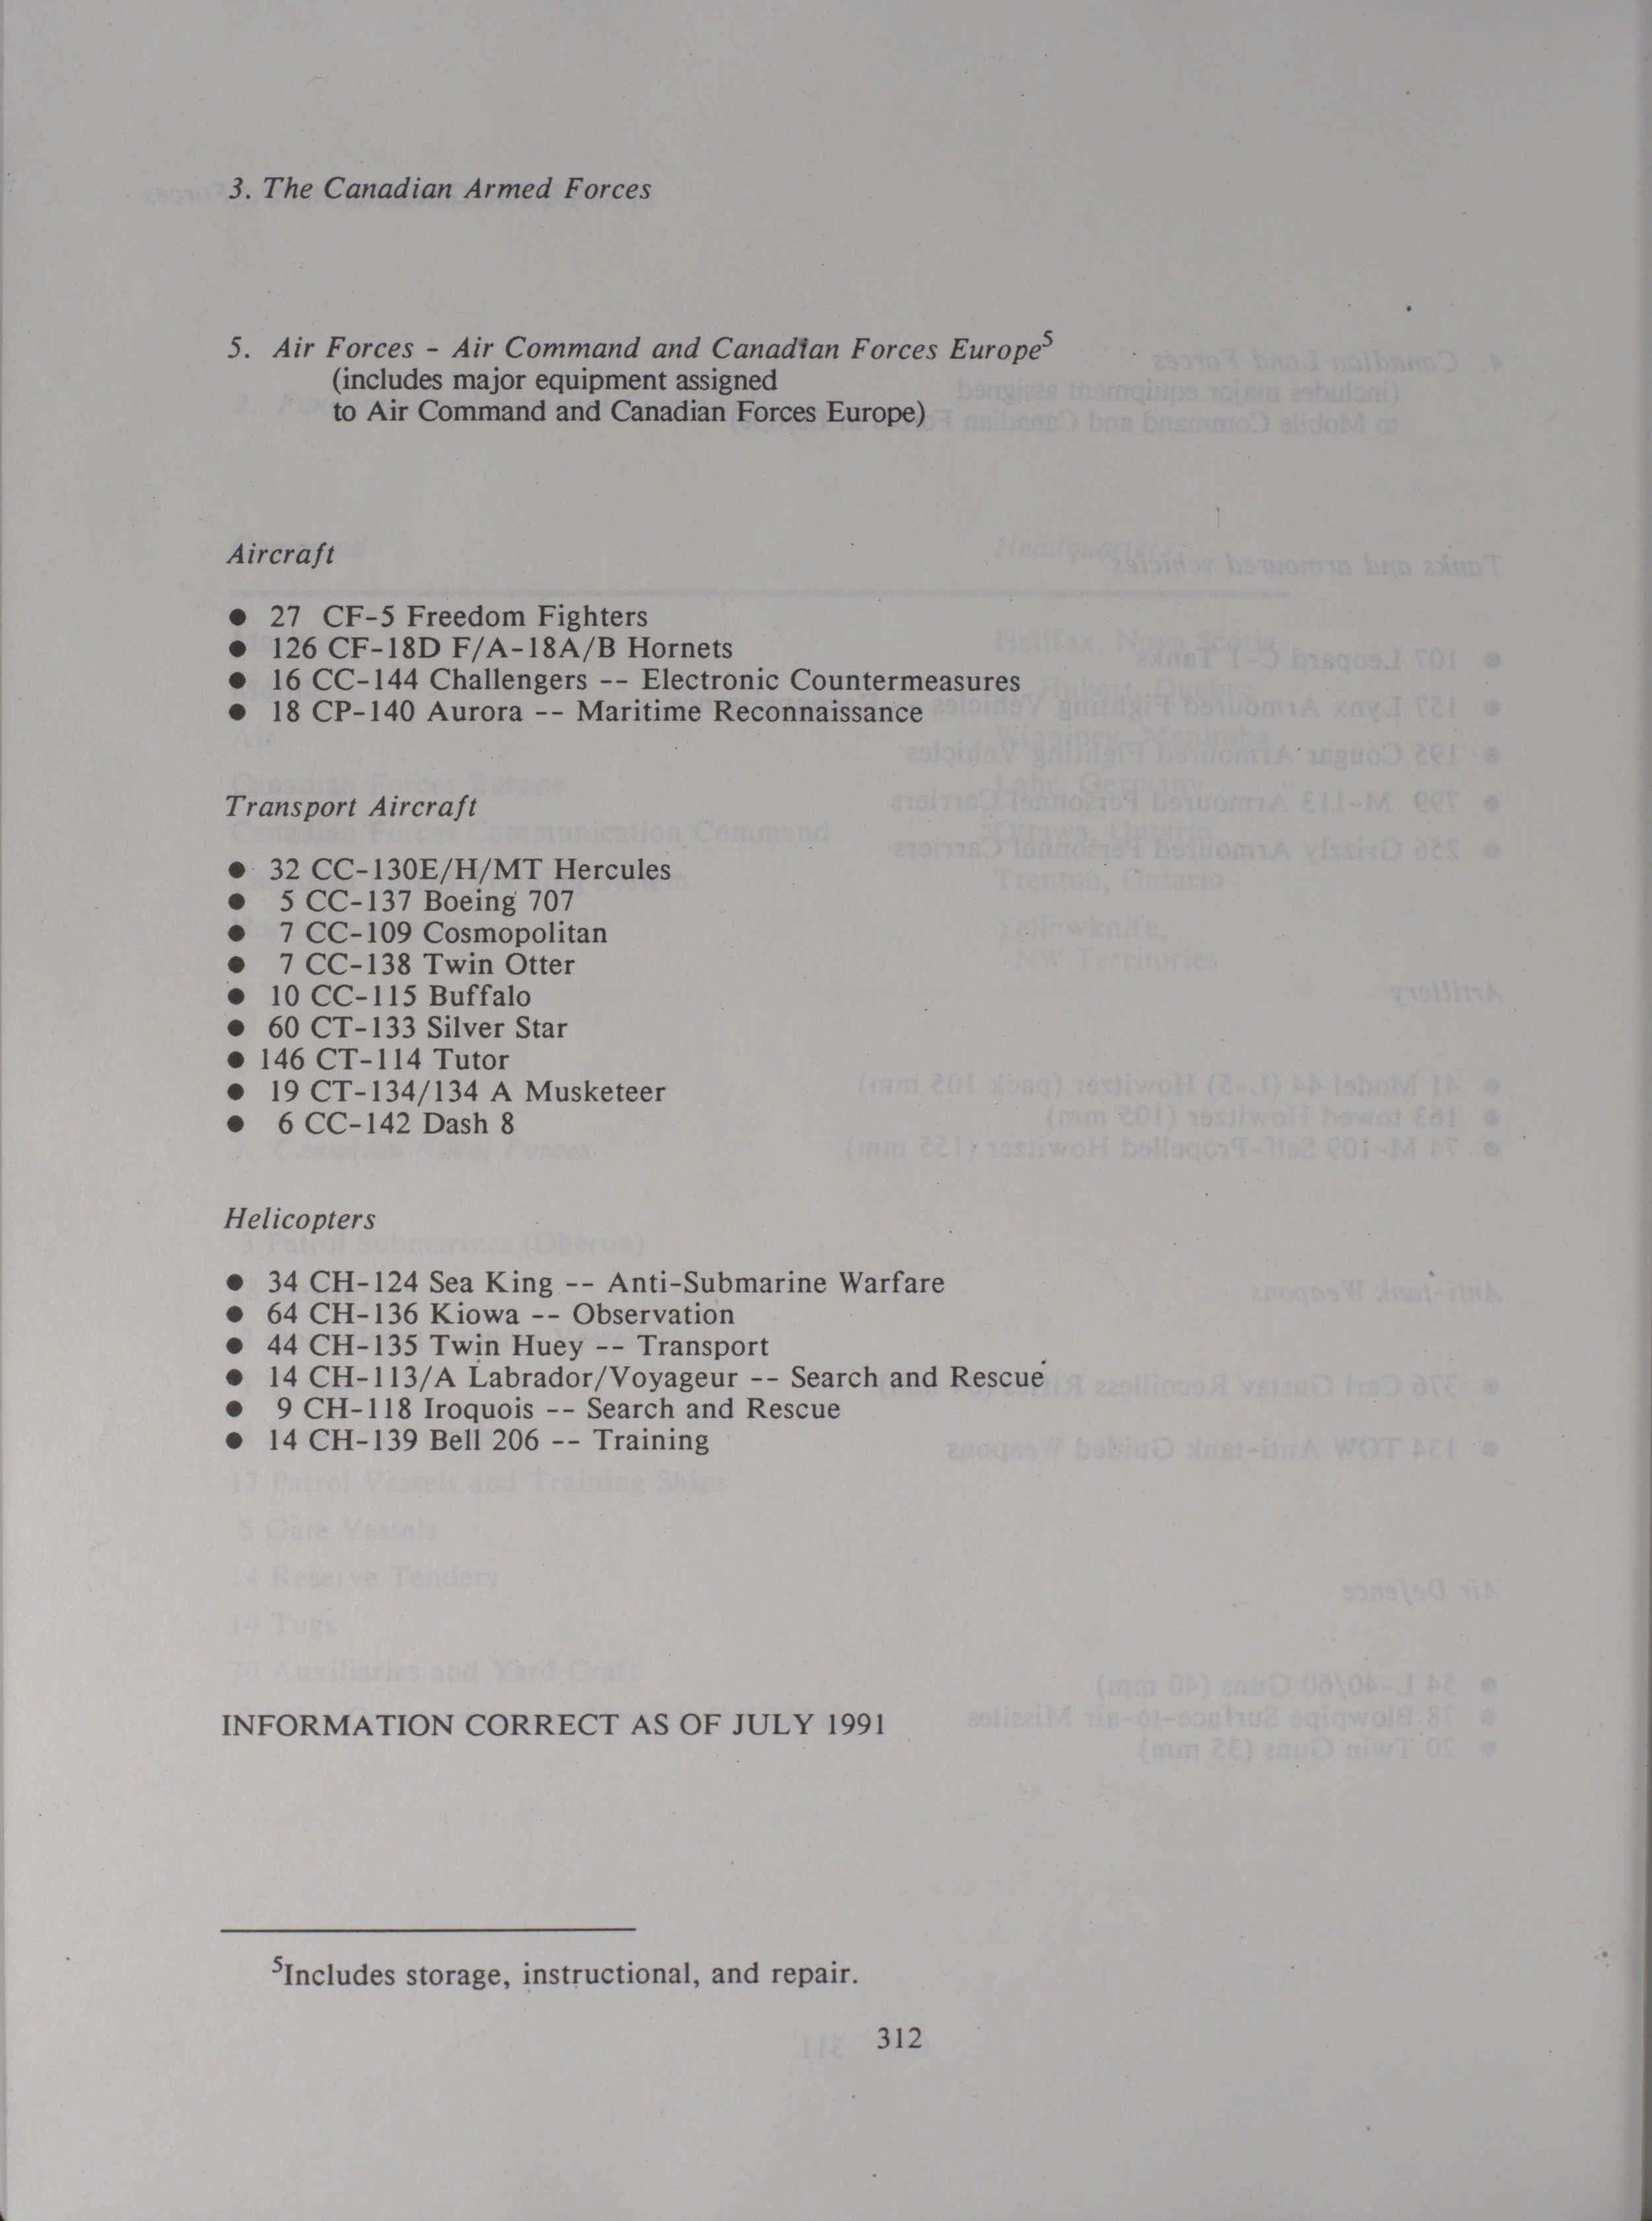 3. The Canadian Armed Forces
5. Air Forces - Air Command and Canadian Forces Europe5
(includes major equipment assigned
to Air Command and Canadian Forces Europe)
Aircraft
● 27 CF-5 Freedom Fighters
● 126 CF-18D F/A-18A/B Hornets
● 16 CC-144 Challengers -- Electronic Countermeasures
● 18 CP-140 Aurora -- Maritime Reconnaissance
Transport Aircraft
● 32 CC-130E/H/MT Hercules
● 5 CC-137 Boeing 707
● 7 CC-109 Cosmopolitan
● 7 CC-138 Twin Otter
● 10 CC-115 Buffalo
● 60 CT-133 Silver Star
● 146 CT-114 Tutor
● 19 CT-134/134 A Musketeer
● 6 CC-142 Dash 8
Helicopters
● 34 CH-124 Sea King -- Anti-Submarine Warfare
● 64 CH-136 Kiowa -- Observation
● 44 CH-135 Twin Huey -- Transport
● 14 CH-113/A Labrador/Voyageur -- Search and Rescue
● 9 CH-118 Iroquois -- Search and Rescue
● 14 CH-139 Bell 206 -- Training
INFORMATION CORRECT AS OF JULY 1991
5Includes storage, instructional, and repair.
312